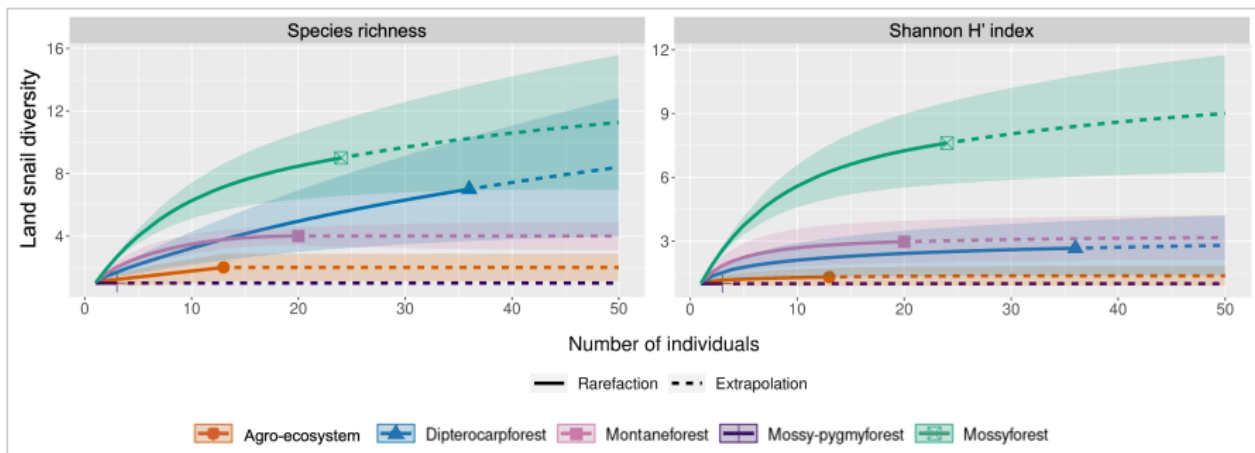 Species richness
Shannon H' index
Land snail diversity
16
12
8
4
12
9
6
3
0 10 20 30 40 50
0 10 20 30 40 50
Number of individuals
Rarefaction Extrapolation
Agro-ecosystem Dipterocarpforest Montaneforest Mossy-pygmyforest Mossyforest